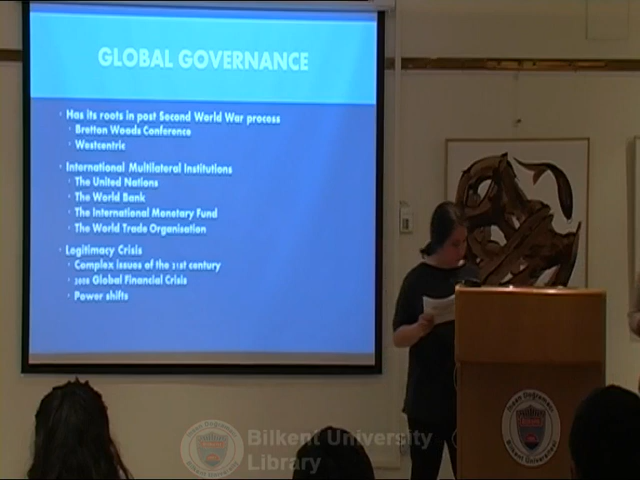 GLOBAL GOVERNANCE
Has its roots in post Second World War process
Bretton Woods Conference
Westcentric
International Multilateral Institutions
The United Nations
The World Bank
The International Monetary Fund
The World Trade Organisation
Legitimacy Crisis
Complex issues of the 21st century
2008 Global Financial Crisis
Power shifts
Bilkent University
Library